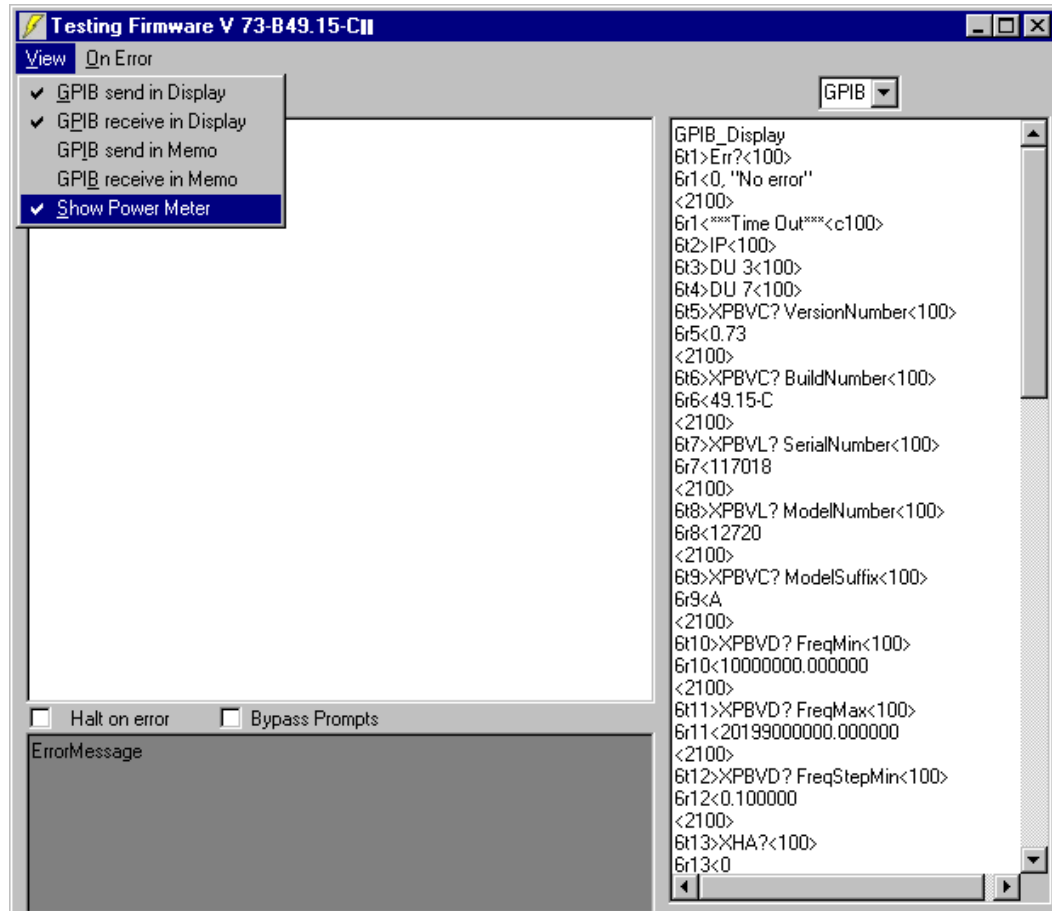 Testing Firmware V 73-B49.15-CII
View On Error
GPIB send in Display
GPIB receive in Display
GPIB send in Memo
GPIB receive in Memo
Show Power Meter
GPIB
GPIB_Display
6t1>Err?<100>
6r1<0, "No error"
<2100>
6r1<***Time Out***<c100>
6t2>IP<100>
6t3>DU 3<100>
6t4>DU 7<100>
6t5>XPBVC? VersionNumber<100>
6r5<0.73
<2100>
6t6>XPBVC? BuildNumber<100>
6r6<49.15-C
<2100>
6t7>XPBVL? SerialNumber<100>
6r7<117018
<2100>
6t8>XPBVL? ModelNumber<100>
6r8<12720
<2100>
6t9>XPBVC? ModelSuffix<100>
6r9<A
<2100>
6t10>XPBVD? FreqMin<100>
6r10<10000000.000000
<2100>
6t11>XPBVD? FreqMax<100>
6r11<20199000000.000000
<2100>
6t12>XPBVD? FreqStepMin<100>
6r12<0.100000
<2100>
6t13>XHA?<100>
6r13<0
Halt on error Bypass Prompts
ErrorMessage